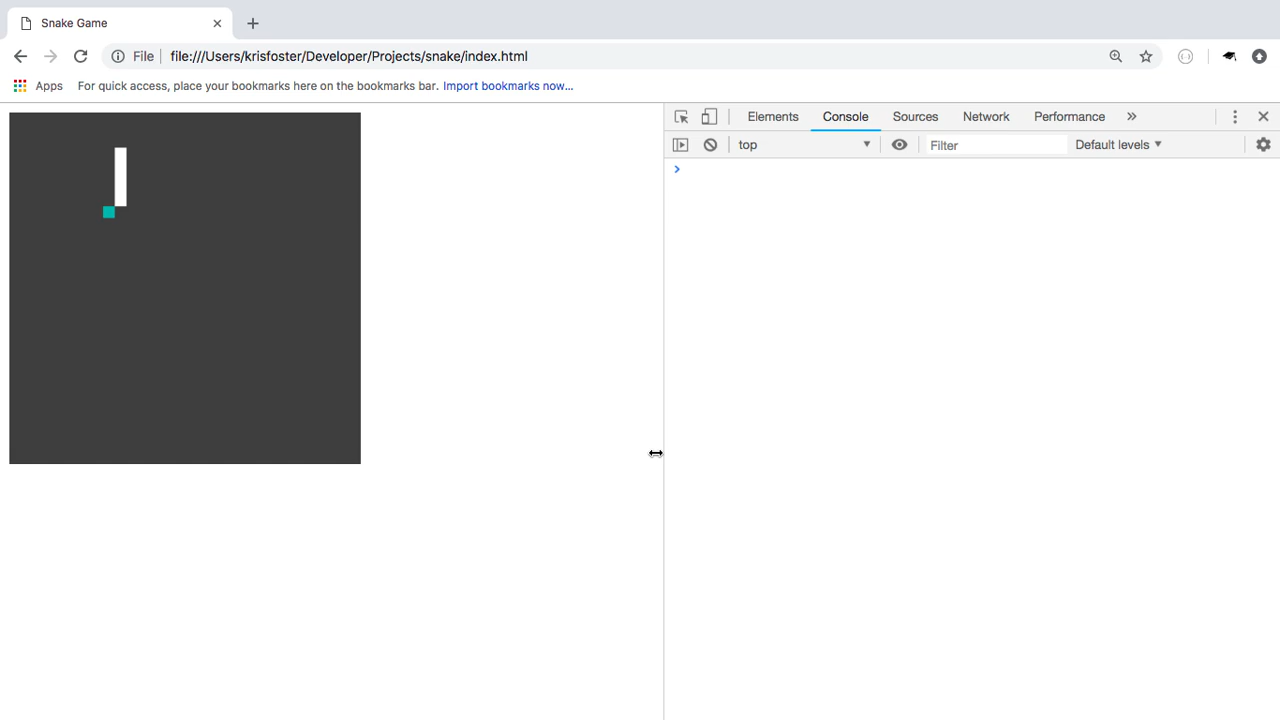 Snake Game
File file:///Users/krisfoster/Developer/Projects/snake/index.html
Apps For quick access, place your bookmarks here on the bookmarks bar. Import bookmarks now...
Elements Console Sources Network Performance
top Filter Default levels